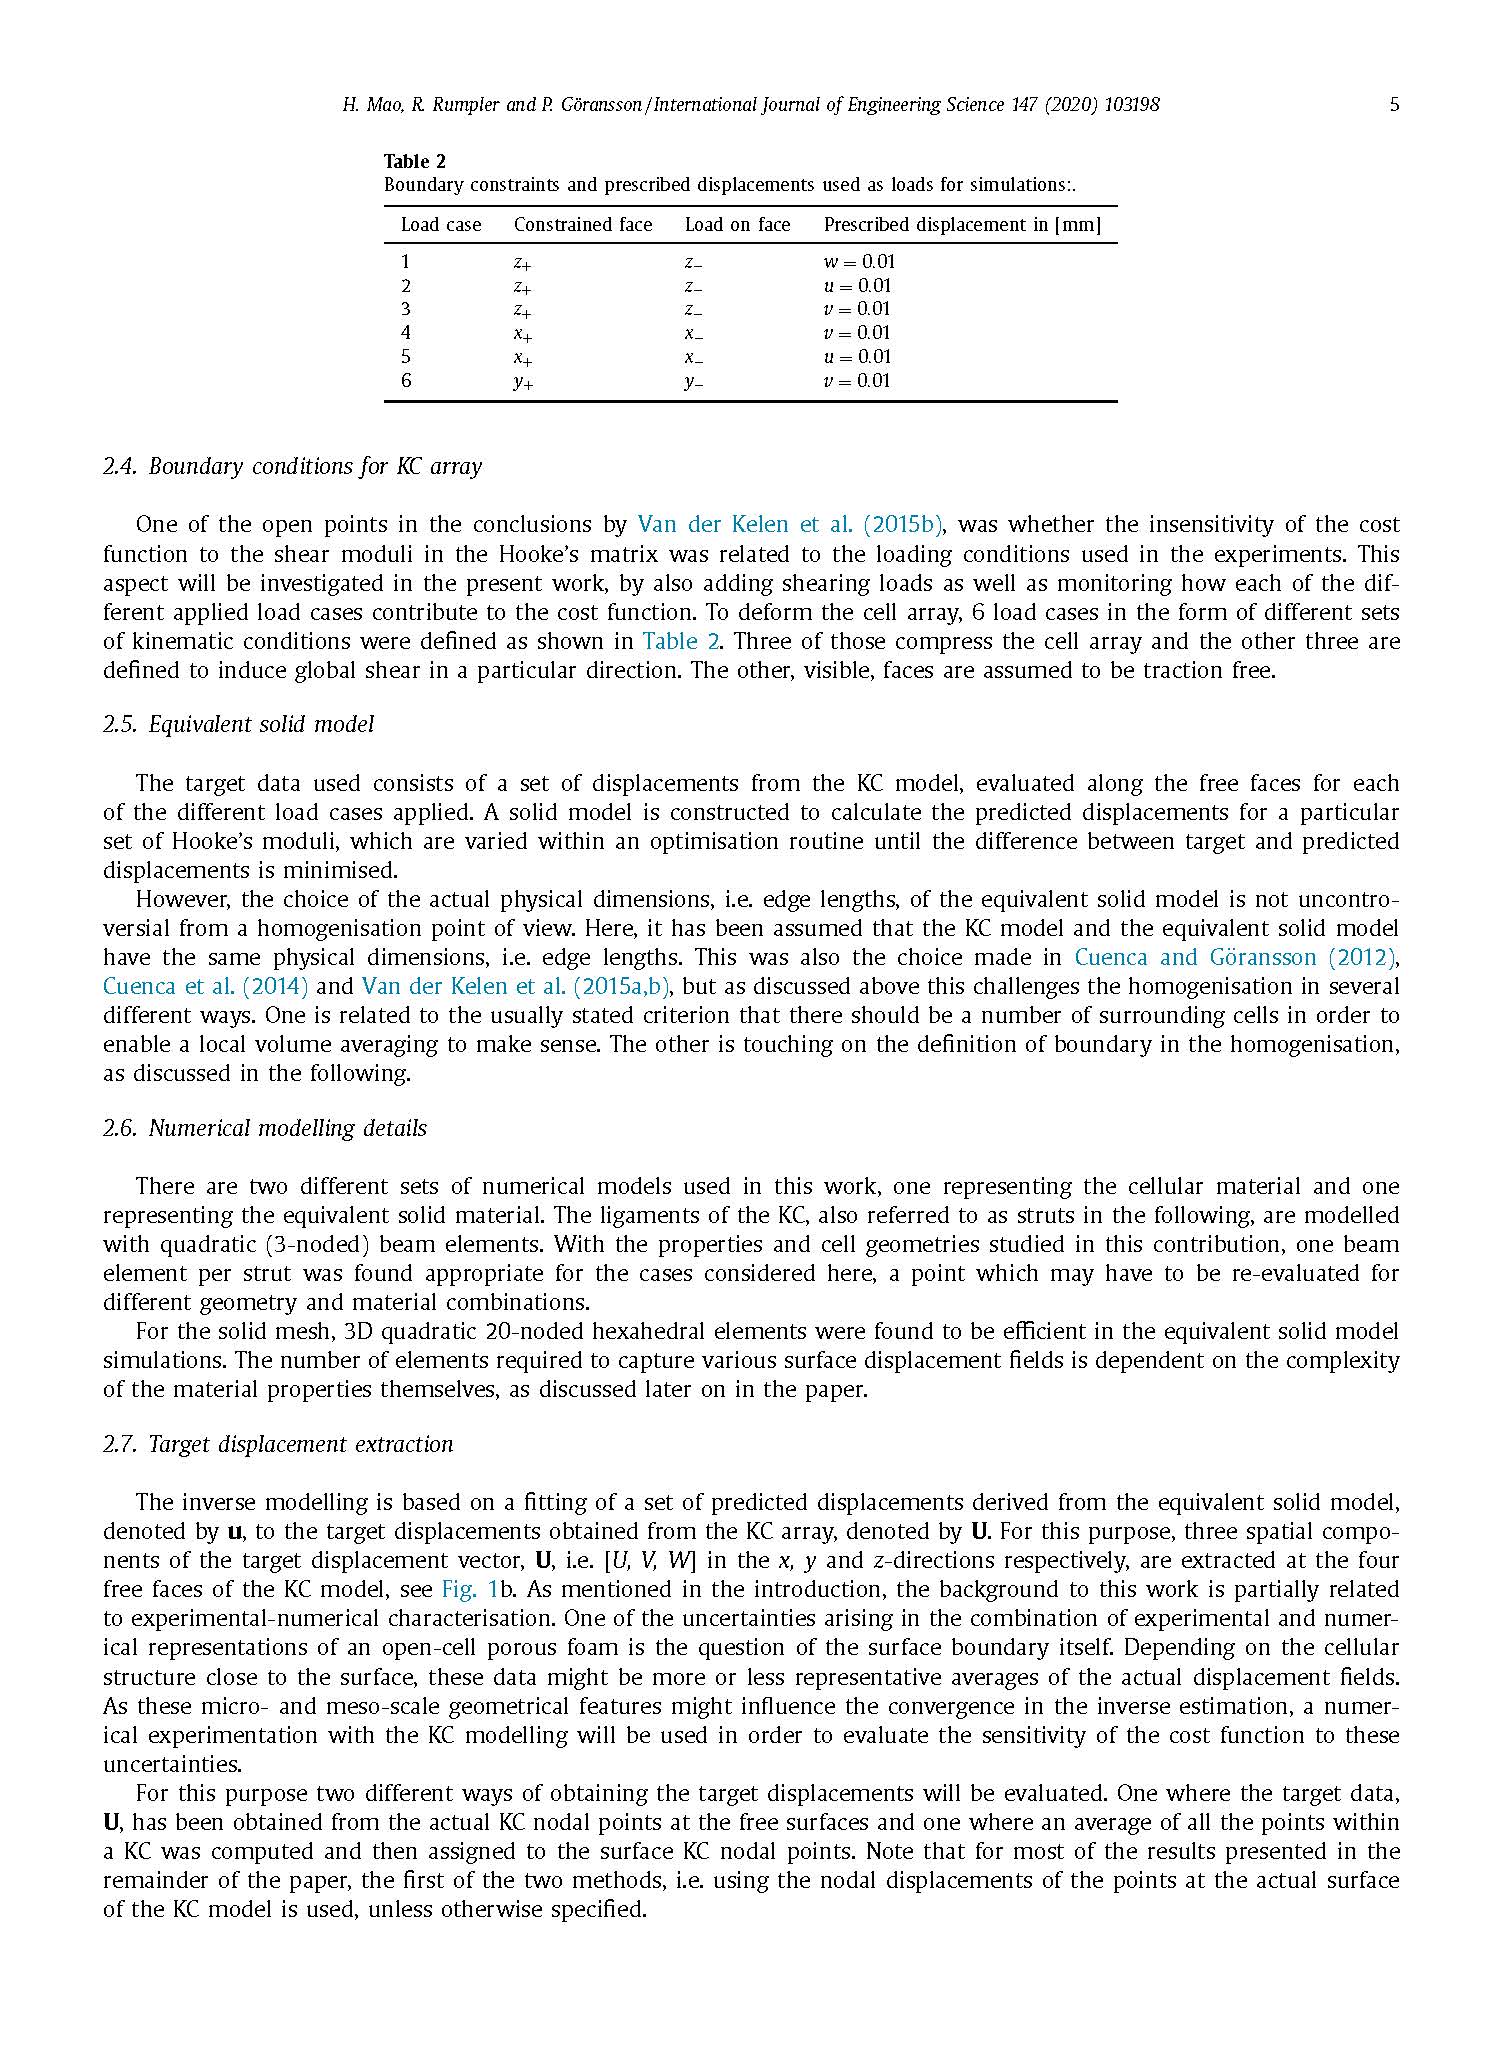 H. Mao, R. Rumpler and P. Göransson / International Journal of Engineering Science 147 (2020) 103198 5
Table 2
Boundary constraints and prescribed displacements used as loads for simulations:.
Load case Constrained face Load on face Prescribed displacement in [mm]
1 z+ z− w = 0.01
2 z+ z− u = 0.01
3 z+ z− v = 0.01
4 x+ x− v = 0.01
5 x+ x− u = 0.01
6 y+ y− v = 0.01
2.4. Boundary conditions for KC array
One of the open points in the conclusions by Van der Kelen et al. (2015b), was whether the insensitivity of the cost
function to the shear moduli in the Hooke's matrix was related to the loading conditions used in the experiments. This
aspect will be investigated in the present work, by also adding shearing loads as well as monitoring how each of the dif-
ferent applied load cases contribute to the cost function. To deform the cell array, 6 load cases in the form of different sets
of kinematic conditions were defined as shown in Table 2. Three of those compress the cell array and the other three are
defined to induce global shear in a particular direction. The other, visible, faces are assumed to be traction free.
2.5. Equivalent solid model
The target data used consists of a set of displacements from the KC model, evaluated along the free faces for each
of the different load cases applied. A solid model is constructed to calculate the predicted displacements for a particular
set of Hooke's moduli, which are varied within an optimisation routine until the difference between target and predicted
displacements is minimised.
However, the choice of the actual physical dimensions, i.e. edge lengths, of the equivalent solid model is not uncontro-
versial from a homogenisation point of view. Here, it has been assumed that the KC model and the equivalent solid model
have the same physical dimensions, i.e. edge lengths. This was also the choice made in Cuenca and Göransson (2012),
Cuenca et al. (2014) and Van der Kelen et al. (2015a,b), but as discussed above this challenges the homogenisation in several
different ways. One is related to the usually stated criterion that there should be a number of surrounding cells in order to
enable a local volume averaging to make sense. The other is touching on the definition of boundary in the homogenisation,
as discussed in the following.
2.6. Numerical modelling details
There are two different sets of numerical models used in this work, one representing the cellular material and one
representing the equivalent solid material. The ligaments of the KC, also referred to as struts in the following, are modelled
with quadratic (3-noded) beam elements. With the properties and cell geometries studied in this contribution, one beam
element per strut was found appropriate for the cases considered here, a point which may have to be re-evaluated for
different geometry and material combinations.
For the solid mesh, 3D quadratic 20-noded hexahedral elements were found to be efficient in the equivalent solid model
simulations. The number of elements required to capture various surface displacement fields is dependent on the complexity
of the material properties themselves, as discussed later on in the paper.
2.7. Target displacement extraction
The inverse modelling is based on a fitting of a set of predicted displacements derived from the equivalent solid model,
denoted by u, to the target displacements obtained from the KC array, denoted by U. For this purpose, three spatial compo-
nents of the target displacement vector, U, i.e. [U, V, W] in the x, y and z-directions respectively, are extracted at the four
free faces of the KC model, see Fig. 1b. As mentioned in the introduction, the background to this work is partially related
to experimental-numerical characterisation. One of the uncertainties arising in the combination of experimental and numer-
ical representations of an open-cell porous foam is the question of the surface boundary itself. Depending on the cellular
structure close to the surface, these data might be more or less representative averages of the actual displacement fields.
As these micro- and meso-scale geometrical features might influence the convergence in the inverse estimation, a numer-
ical experimentation with the KC modelling will be used in order to evaluate the sensitivity of the cost function to these
uncertainties.
For this purpose two different ways of obtaining the target displacements will be evaluated. One where the target data,
U, has been obtained from the actual KC nodal points at the free surfaces and one where an average of all the points within
a KC was computed and then assigned to the surface KC nodal points. Note that for most of the results presented in the
remainder of the paper, the first of the two methods, i.e. using the nodal displacements of the points at the actual surface
of the KC model is used, unless otherwise specified.